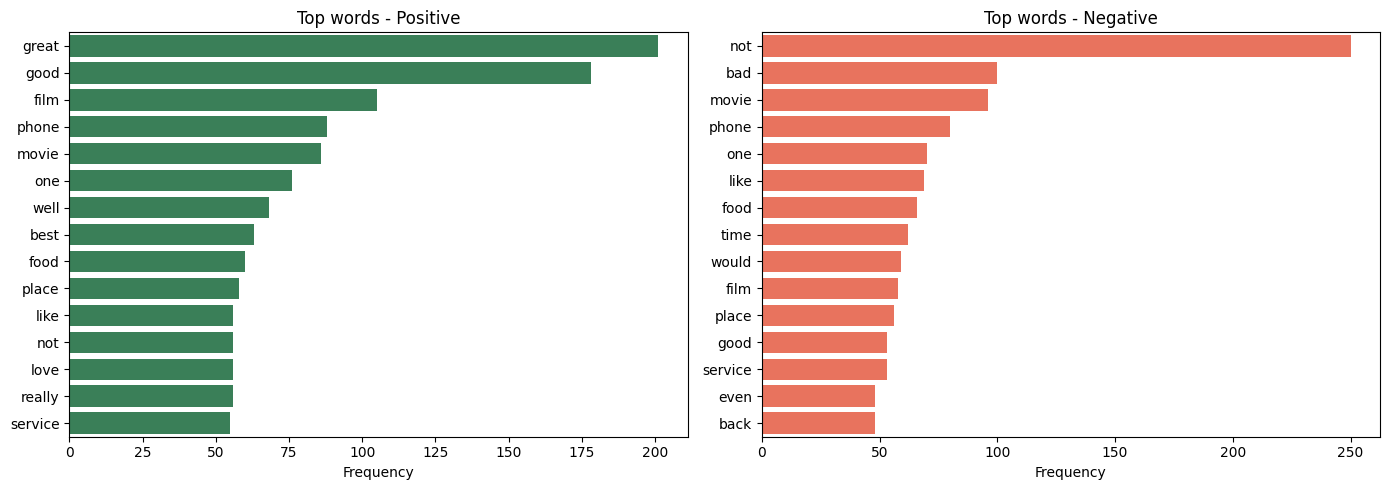 Top words - Positive
great
good
film
phone
movie
one
well
best
food
place
like
not
love
really
service
0 25 50 75 100 125 150 175 200
Frequency
Top words - Negative
not
bad
movie
phone
one
like
food
time
would
film
place
good
service
even
back
0 50 100 150 200 250
Frequency